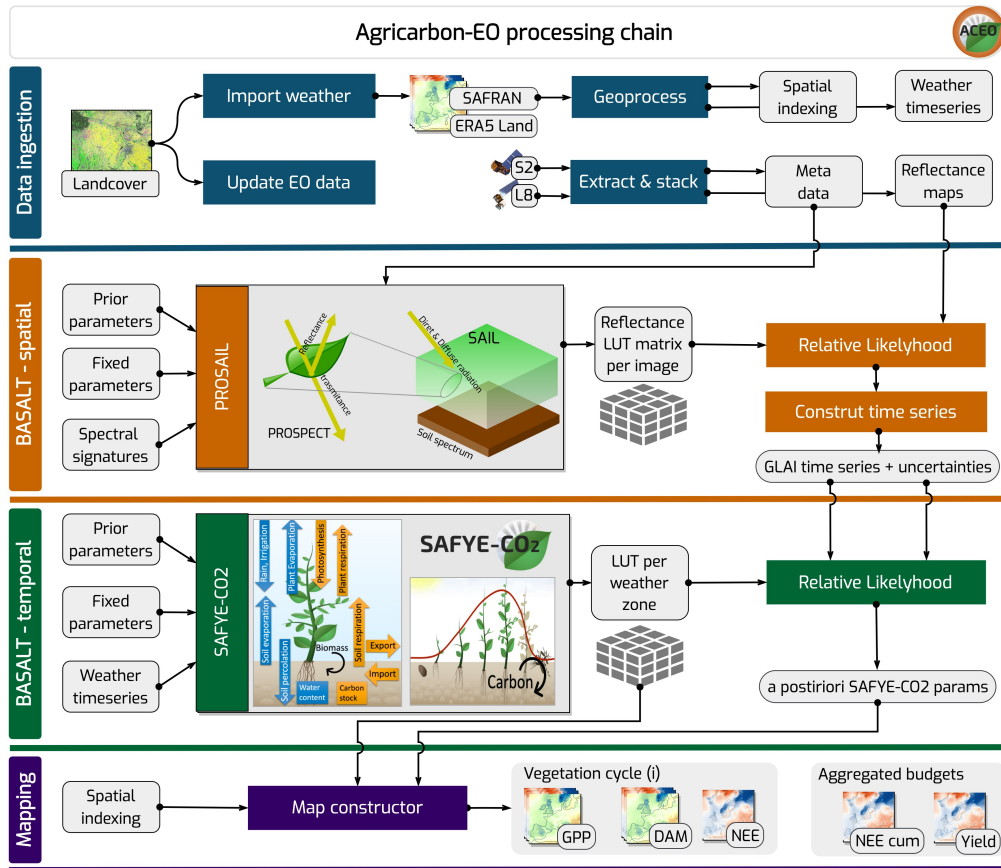 Agricarbon-EO processing chain
ACEO
Data ingestion
Landcover
Import weather
SAFRAN
ERA5 Land
Geoprocess
Spatial
indexing
Weather
timeseries
Update EO data
S2
L8
Extract & stack
Meta
data
Reflectance
maps
BASALT - spatial
Prior
parameters
Fixed
parameters
Spectral
signatures
PROSAIL
Reflectance
trasmitance
PROSPECT
Diret & Diffuse radiation
SAIL
Soil spectrum
Reflectance
LUT matrix
per image
Relative Likelyhood
Construt time series
GLAI time series + uncertainties
BASALT - temporal
Prior
parameters
Fixed
parameters
Weather
timeseries
SAFYE-CO2
Rain, Irrigation
Plant Evaporation
Photosynthesis
Plant respiration
Soil evaporation
Soil percolation
Biomass
Soil respiration
Export
Import
Water
content
Carbon
stock
SAFYE-CO2
Carbon
LUT per
weather
zone
Relative Likelyhood
a postiriori SAFYE-CO2 params
Mapping
Spatial
indexing
Map constructor
Vegetation cycle (i)
GPP
DAM
NEE
Aggregated budgets
NEE cum
Yield